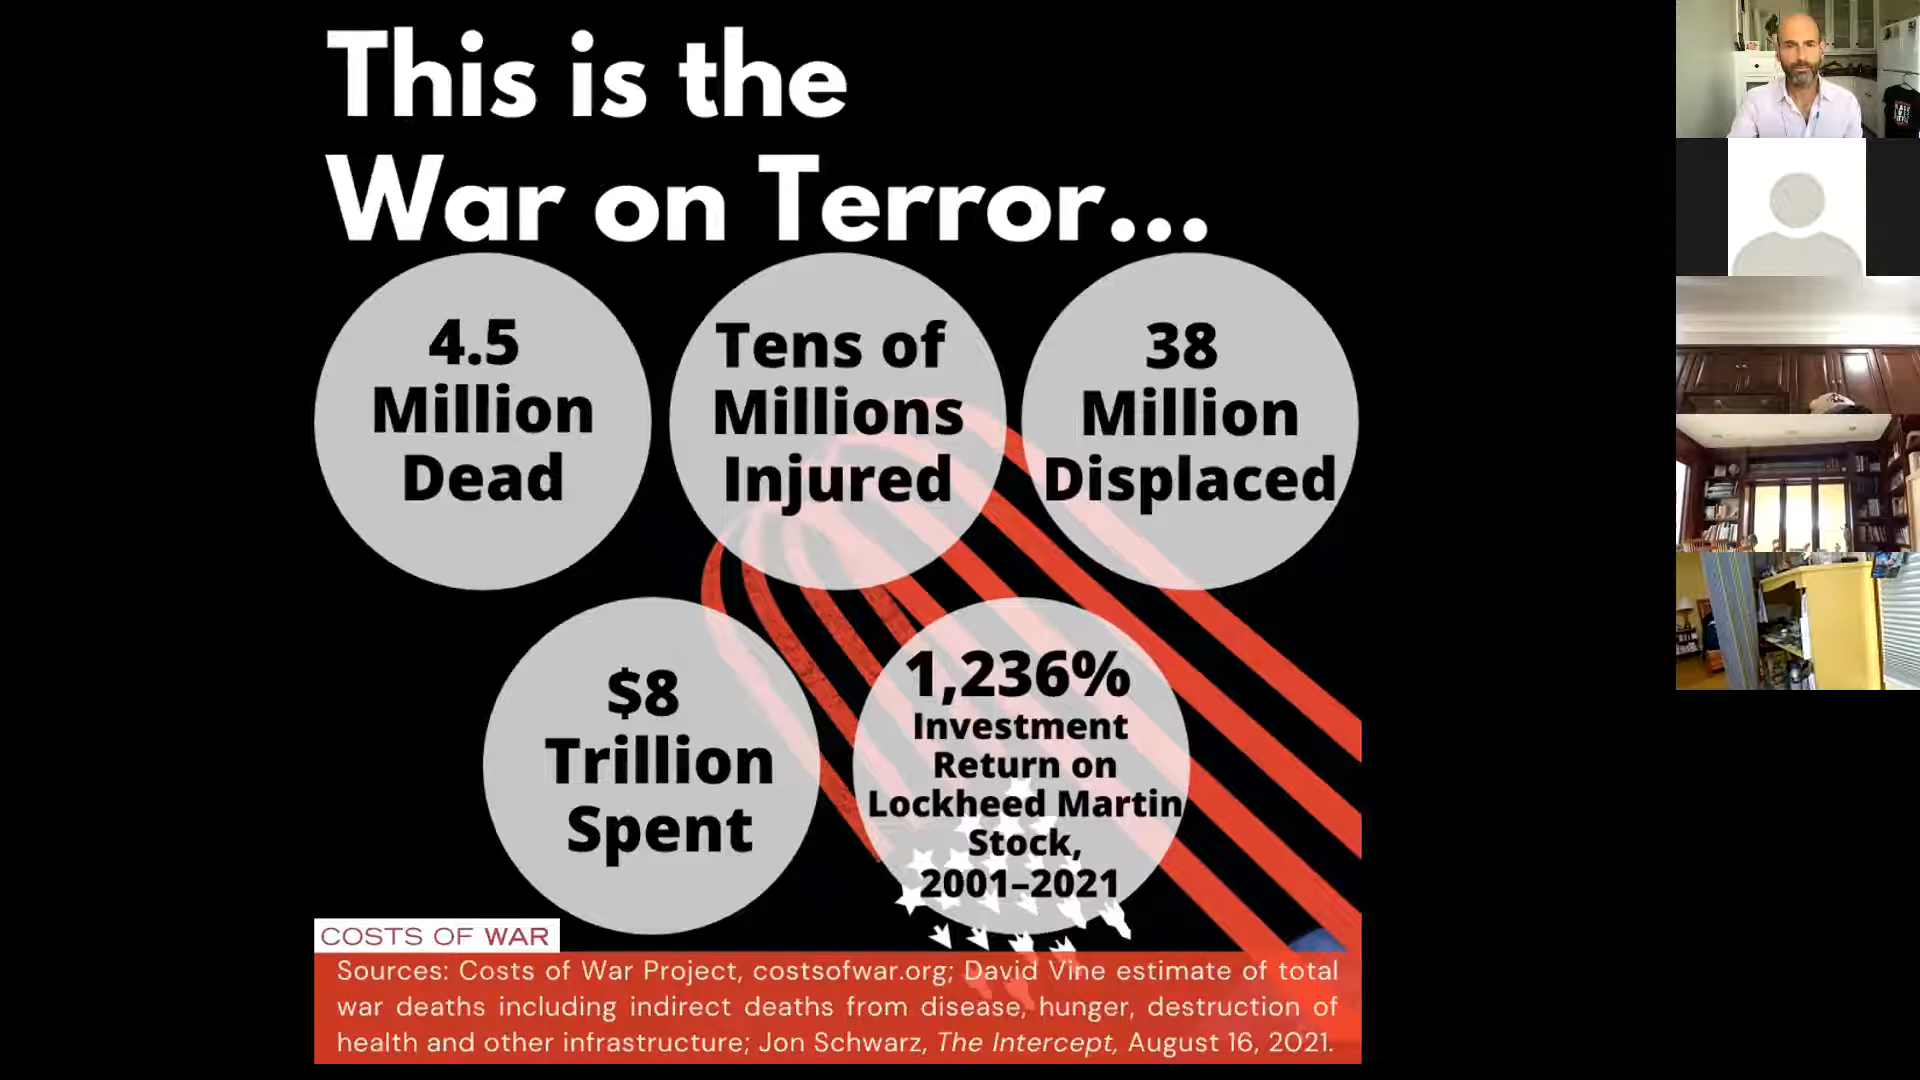 This is the
War on Terror...
4.5
Million
Dead
Tens of
Millions
Injured
38
Million
Displaced
$8
Trillion
Spent
1,236%
Investment
Return on
Lockheed Martin
Stock,
2001–2021
COSTS OF WAR
Sources: Costs of War Project, costsofwar.org; David Vine estimate of total
war deaths including indirect deaths from disease, hunger, destruction of
health and other infrastructure; Jon Schwarz, The Intercept, August 16, 2021.